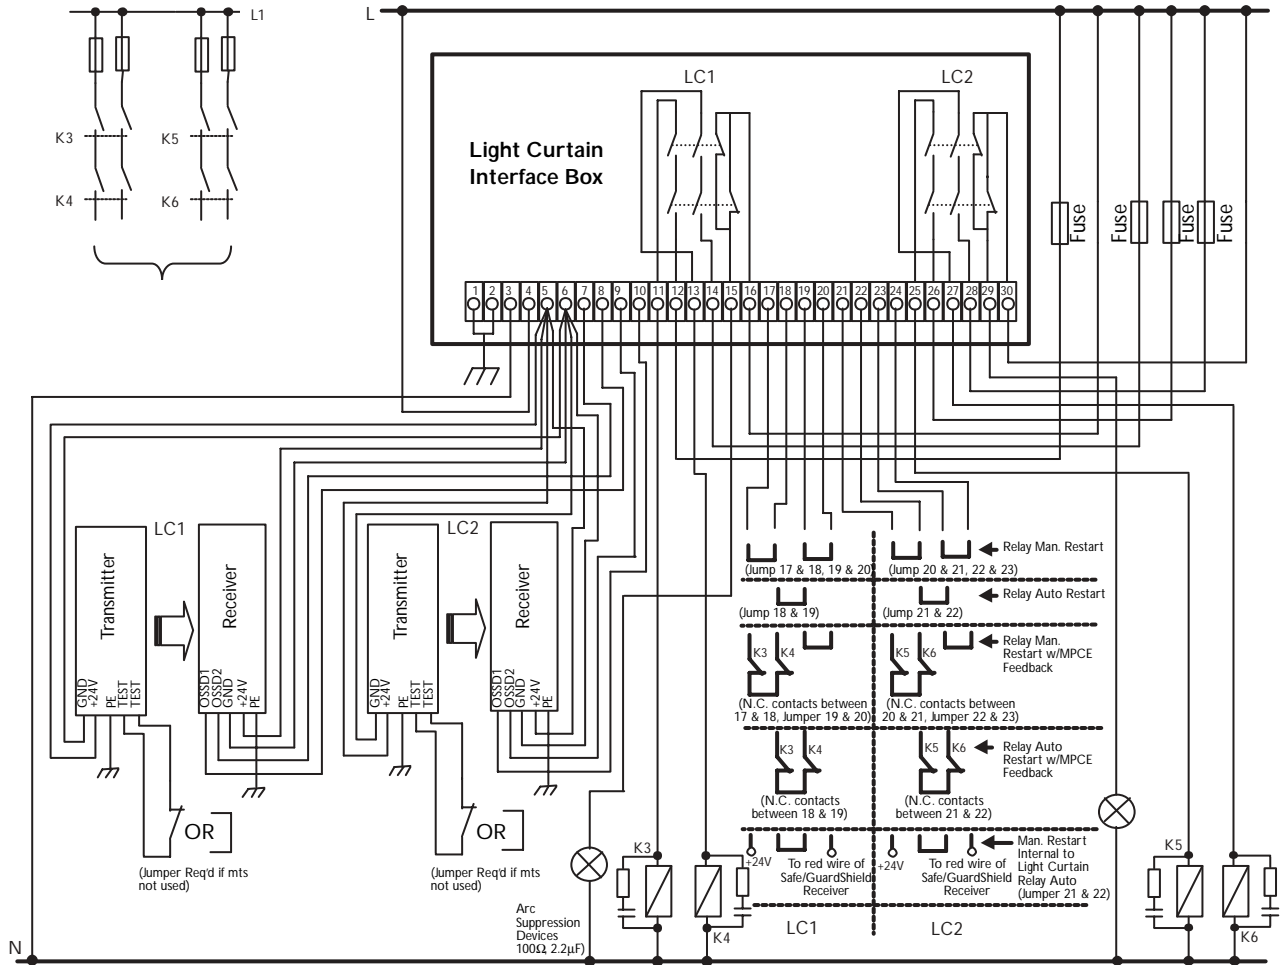 L1
L
K3
K5
K4
K6
LC1
LC2
Light Curtain
Interface Box
Fuse
Fuse
Fuse
Fuse
1 2 3 4 5 6 7 8 9 10 11 12 13 14 15 16 17 18 19 20 21 22 23 24 25 26 27 28 29 30
LC1
Transmitter
Receiver
GND
+24V
PE
TEST
TEST
OSSD1
OSSD2
GND
+24V
PE
OR
(Jumper Req'd if mts
not used)
LC2
Transmitter
Receiver
GND
+24V
PE
TEST
TEST
OSSD1
OSSD2
GND
+24V
PE
OR
(Jumper Req'd if mts
not used)
Relay Man. Restart
(Jump 17 & 18, 19 & 20)
(Jump 20 & 21, 22 & 23)
Relay Auto Restart
(Jump 18 & 19)
(Jump 21 & 22)
K3
K4
K5
K6
Relay Man.
Restart w/MPCE
Feedback
(N.C. contacts between
17 & 18, Jumper 19 & 20)
(N.C. contacts between
20 & 21, Jumper 22 & 23)
K3
K4
K5
K6
Relay Auto
Restart w/MPCE
Feedback
(N.C. contacts
between 18 & 19)
(N.C. contacts
between 21 & 22)
+24V
To red wire of
Safe/GuardShield
Receiver
+24V
To red wire of
Safe/GuardShield
Receiver
Man. Restart
Internal to
Light Curtain
Relay Auto
(Jumper 21 & 22)
LC1
LC2
K3
K4
K5
K6
Arc
Suppression
Devices
100Ω, 2.2µF)
N